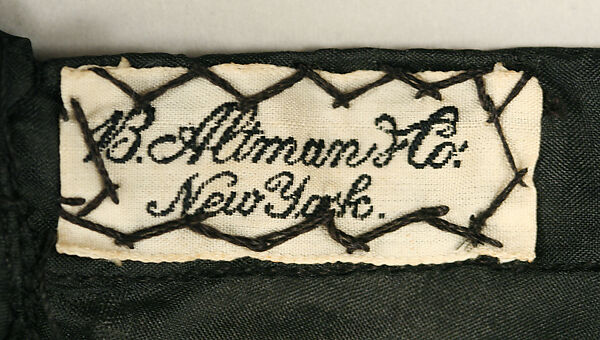 B. Altman & Co.
New York.